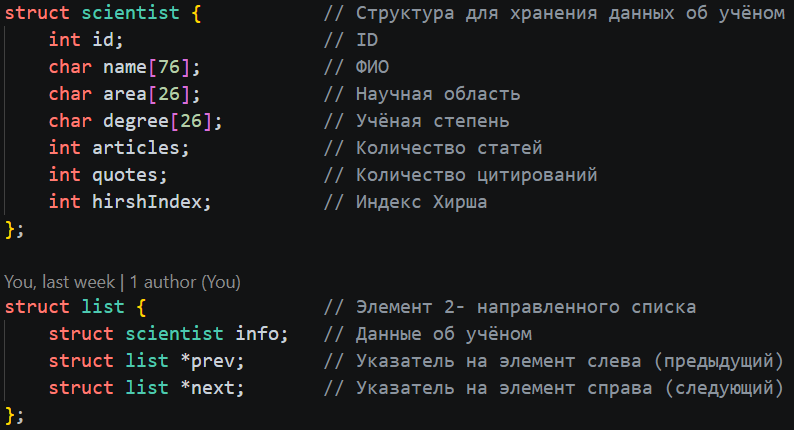 struct scientist { // Структура для хранения данных об учёном
int id; // ID
char name[76]; // ФИО
char area[26]; // Научная область
char degree[26]; // Учёная степень
int articles; // Количество статей
int quotes; // Количество цитирований
int hirshIndex; // Индекс Хирша
};
You, last week | 1 author (You)
struct list { // Элемент 2- направленного списка
struct scientist info; // Данные об учёном
struct list *prev; // Указатель на элемент слева (предыдущий)
struct list *next; // Указатель на элемент справа (следующий)
};